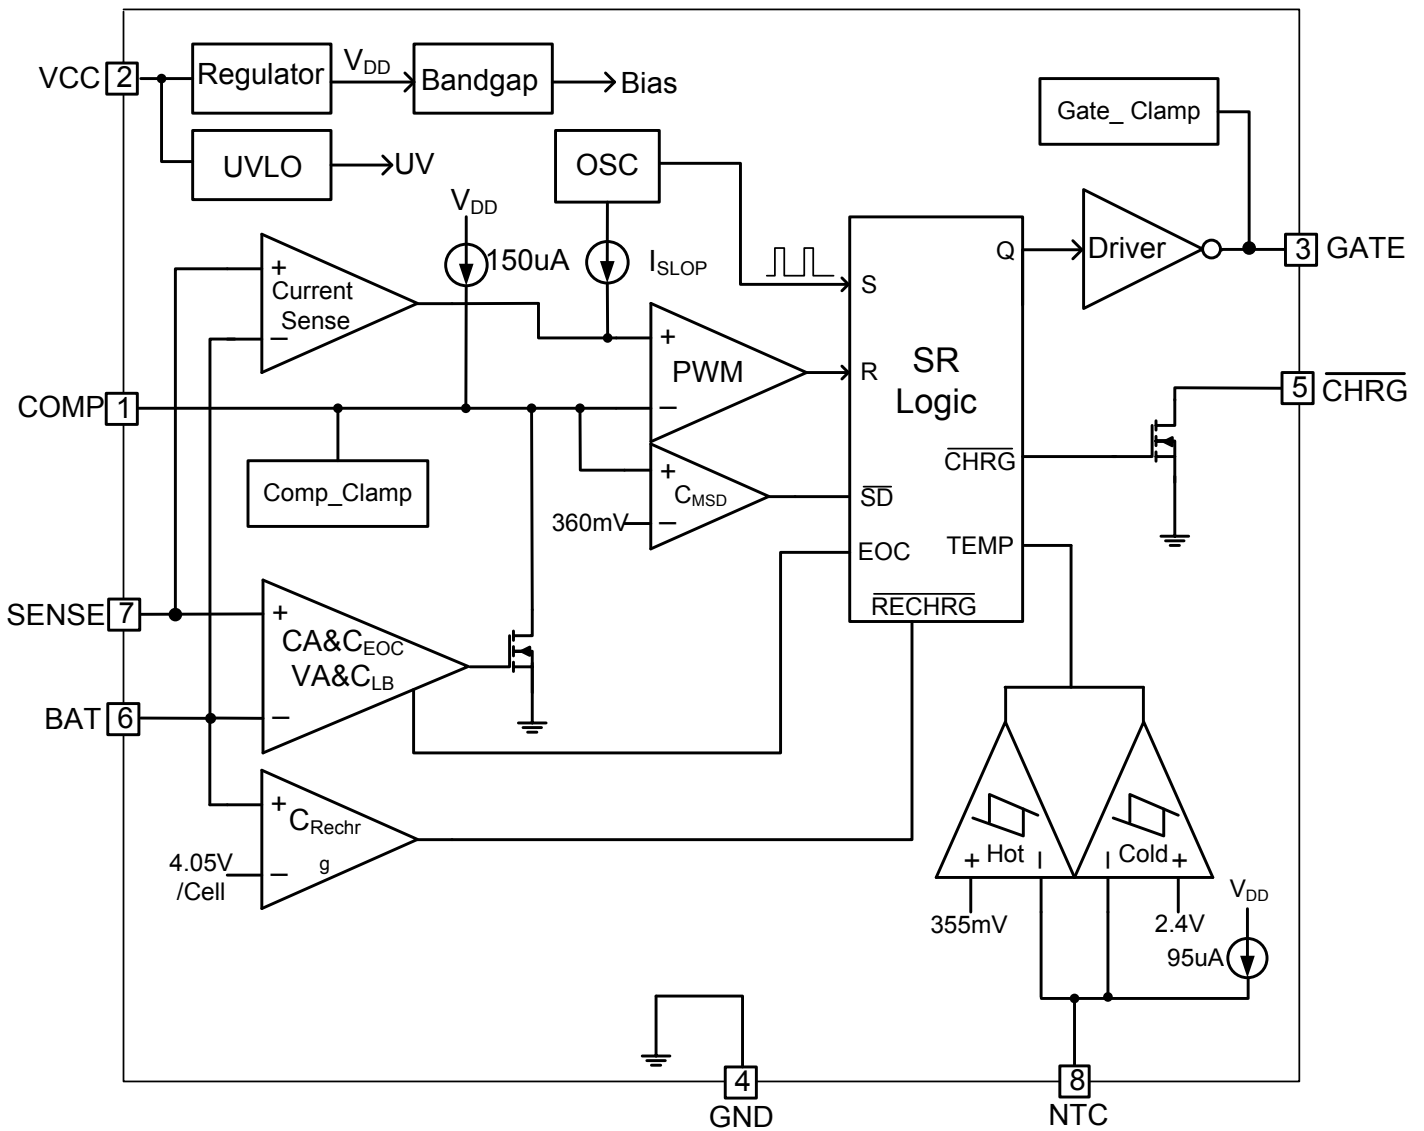 VCC 2
Regulator
VDD
Bandgap
Bias
UVLO
UV
OSC
Gate_ Clamp
VDD
150uA
ISLOP
+
Current
Sense
−
S
Q
Driver
3 GATE
+
PWM
−
R
SR
Logic
5 CHRG
COMP 1
Comp_Clamp
+
CMSD
360mV −
SD
CHRG
EOC
TEMP
RECHRG
SENSE 7
+
CA&CEOC
VA&CLB
−
BAT 6
+
CRechr
g
4.05V
/Cell
−
+ Hot −
− Cold +
355mV
2.4V
VDD
95uA
4
GND
8
NTC